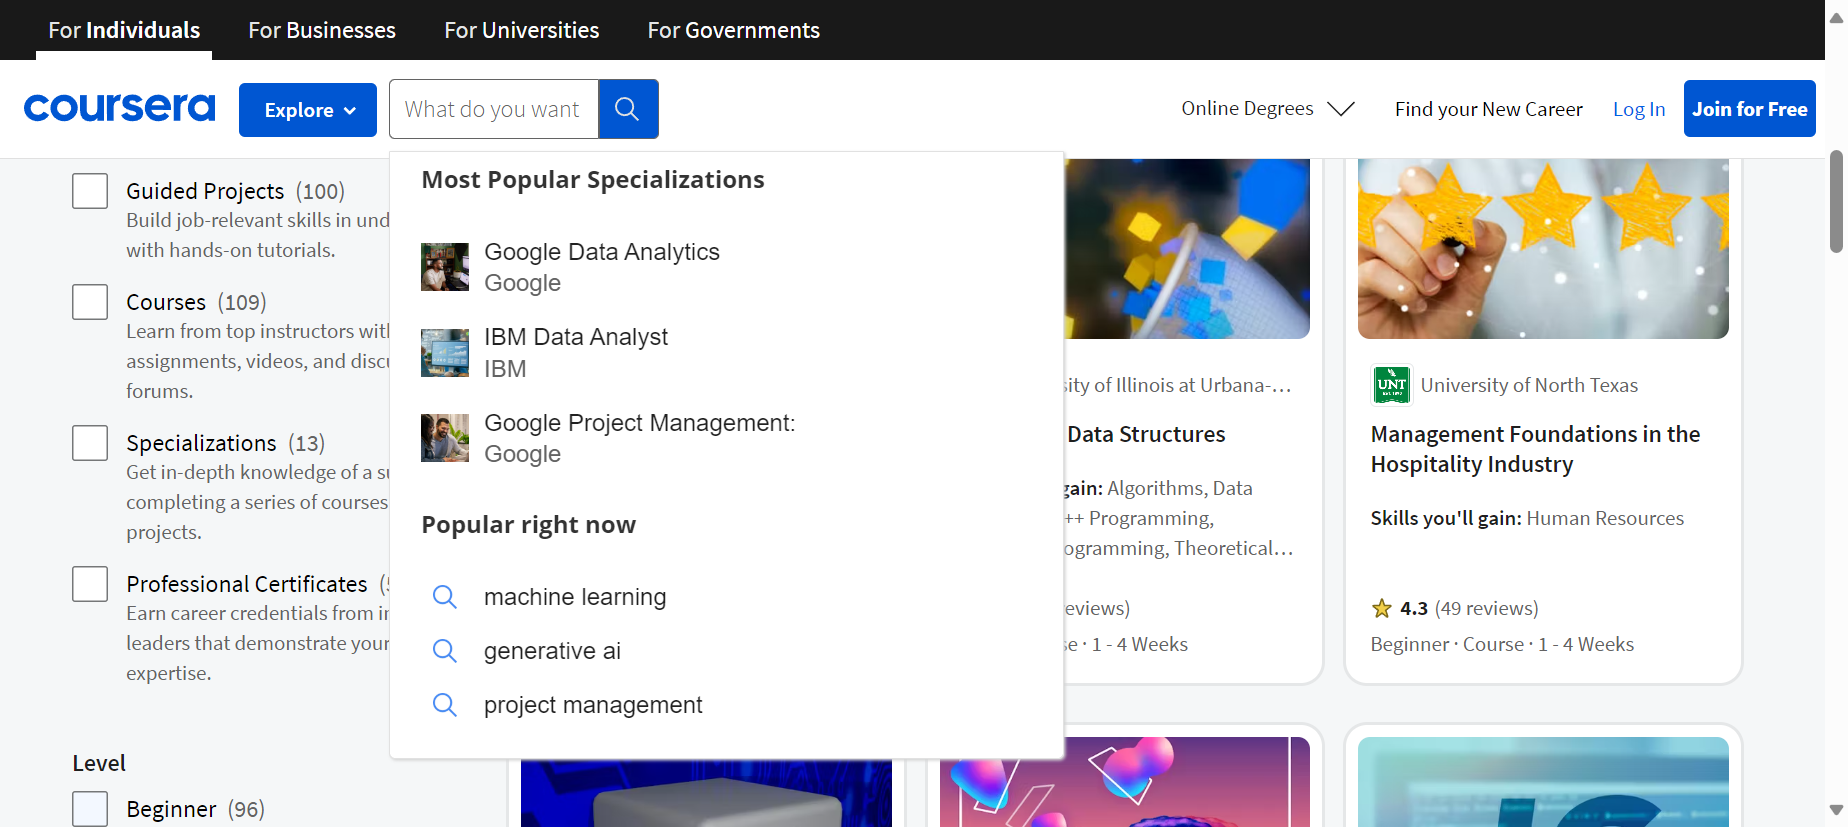 For Individuals
For Businesses
For Universities
For Governments
coursera
Explore
What do you want
Online Degrees
Find your New Career
Log In
Join for Free
Guided Projects (100)
Build job-relevant skills in
with hands-on tutorials.
Courses (109)
Learn from top instructors
assignments, videos, and
forums.
Specializations (13)
Get in-depth knowledge of a
completing a series of courses
projects.
Professional Certificates
Earn career credentials from
leaders that demonstrate your
expertise.
Level
Beginner (96)
Most Popular Specializations
Google Data Analytics
Google
IBM Data Analyst
IBM
Google Project Management:
Google
Popular right now
machine learning
generative ai
project management
of Illinois at Urbana-...
Data Structures
gain: Algorithms, Data
++ Programming,
Theoretical...
1 - 4 Weeks
UNT
University of North Texas
Management Foundations in the
Hospitality Industry
Skills you'll gain: Human Resources
4.3 (49 reviews)
Beginner · Course · 1 - 4 Weeks